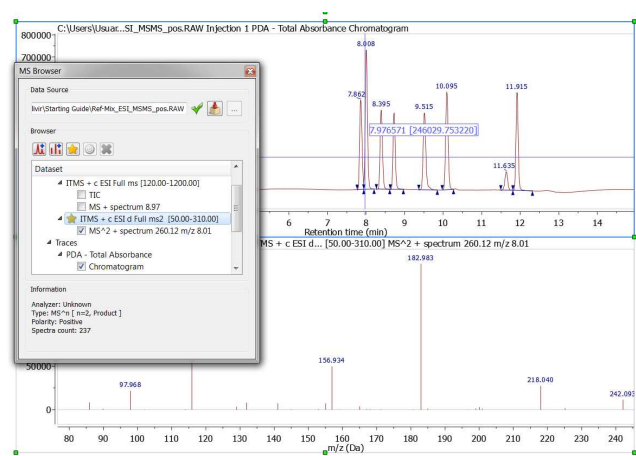 C:\Users\Usuar...SI_MSMS_pos.RAW Injection 1 PDA - Total Absorbance Chromatogram
800000
700000
8.008
7.862
8.395
9.515
10.095
11.635
11.915
7.976571 [246029.753220]
6 7 8 9 10 11 12 13 14
Retention time (min)
MS Browser
Data Source
lvir\Starting Guide\Ref-Mix_ESI_MSMS_pos.RAW
...
Browser
Dataset
ITMS + c ESI Full ms [120.00-1200.00]
TIC
MS + spectrum 8.97
ITMS + c ESI d Full ms2 [50.00-310.00]
MS^2 + spectrum 260.12 m/z 8.01
Traces
PDA - Total Absorbance
Chromatogram
Information
Analyzer: Unknown
Type: MS^n [ n=2, Product ]
Polarity: Positive
Spectra count: 237
MS + c ESI d... [50.00-310.00] MS^2 + spectrum 260.12 m/z 8.01
182.983
156.934
97.968
218.040
242.093
50000
0
80 90 100 110 120 130 140 150 160 170 180 190 200 210 220 230 240
m/z (Da)